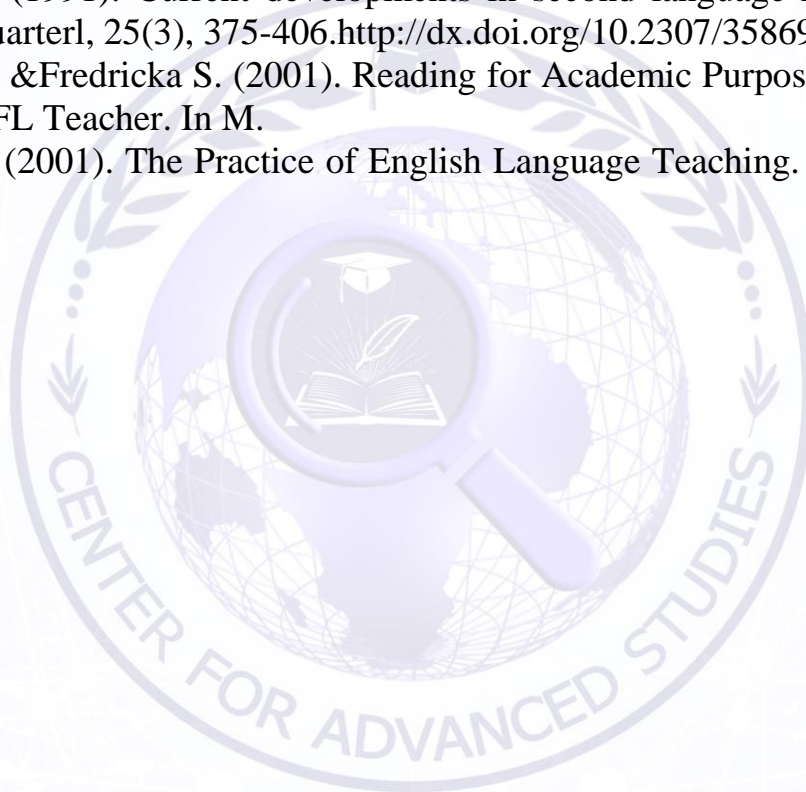 (1991). Current developments in second language
uarterl, 25(3), 375-406.http://dx.doi.org/10.2307/35869
&Fredricka S. (2001). Reading for Academic Purpos
FL Teacher. In M.
(2001). The Practice of English Language Teaching.
CENTER FOR ADVANCED STUDIES